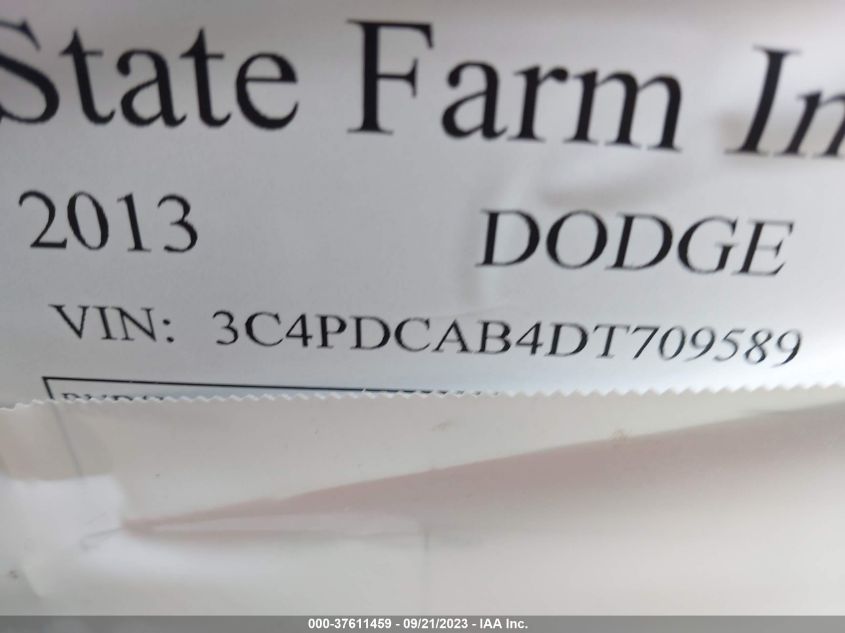 State Farm In
2013 DODGE
VIN: 3C4PDCAB4DT709589
000-37611459 - 09/21/2023 - IAA Inc.